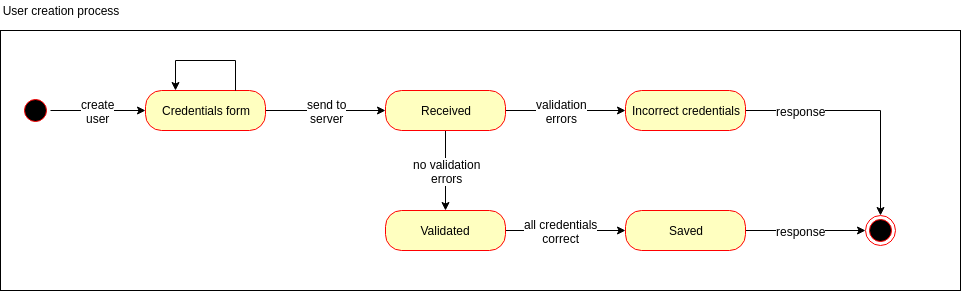 User creation process
create
user
Credentials form
send to
server
Received
validation
errors
Incorrect credentials
response
no validation
errors
Validated
all credentials
correct
Saved
response